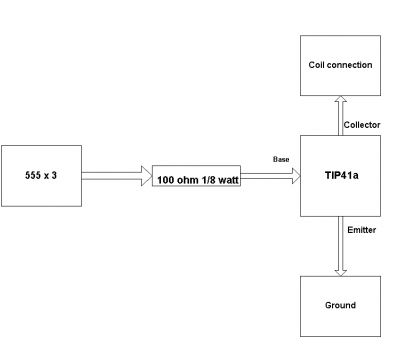 Coil connection
Collector
555 x 3
100 ohm 1/8 watt
Base
TIP41a
Emitter
Ground